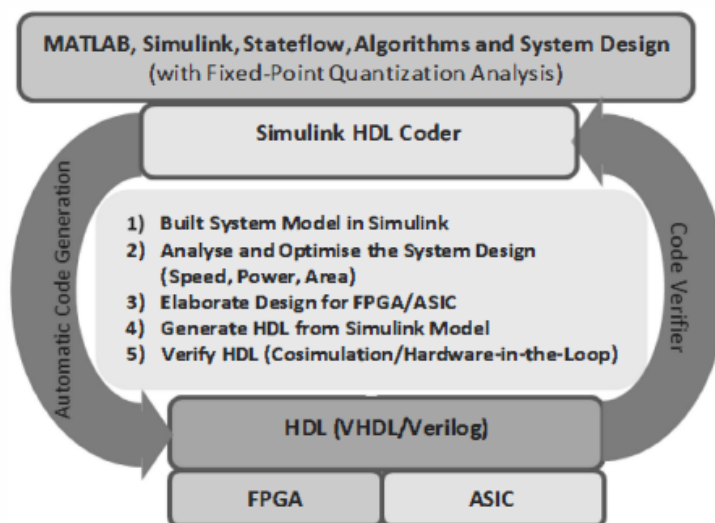 MATLAB, Simulink, Stateflow, Algorithms and System Design
(with Fixed-Point Quantization Analysis)
Simulink HDL Coder
Automatic Code Generation
1) Built System Model in Simulink
2) Analyse and Optimise the System Design
(Speed, Power, Area)
3) Elaborate Design for FPGA/ASIC
4) Generate HDL from Simulink Model
5) Verify HDL (Cosimulation/Hardware-in-the-Loop)
Code Verifier
HDL (VHDL/Verilog)
FPGA
ASIC